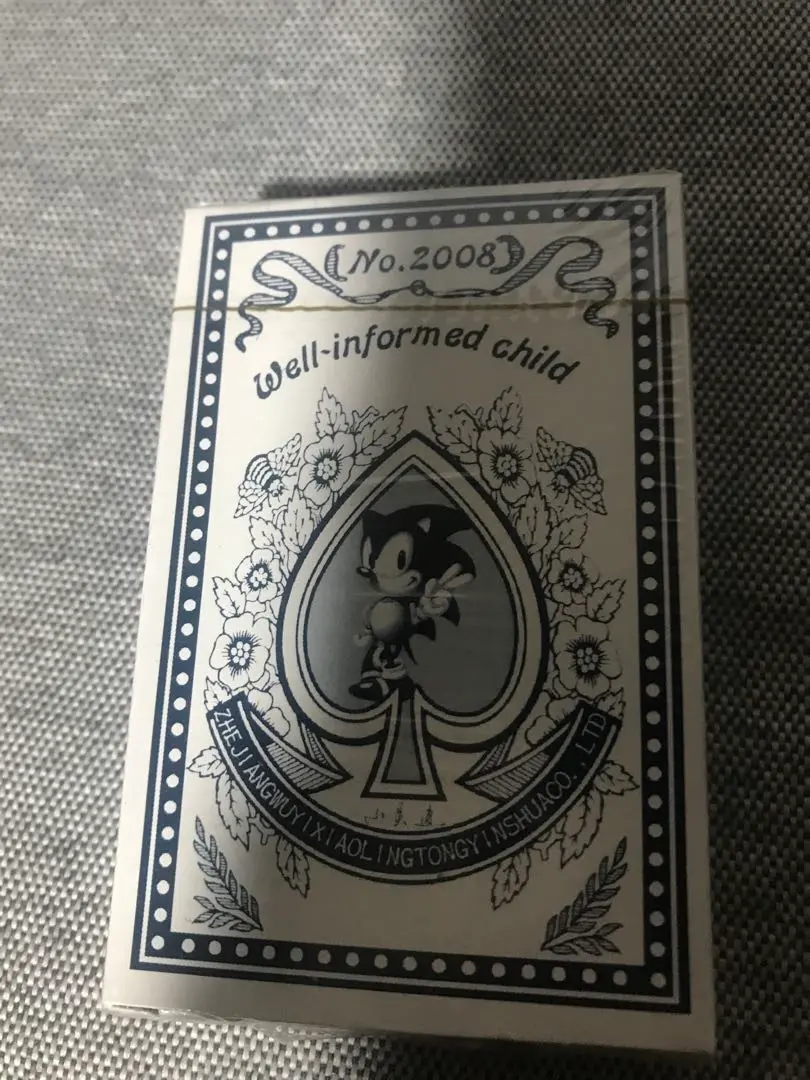 No.2008
Well-informed child
ZHEJIANGWUYIXIAOLINGTONGYINSHUACO.,LTD